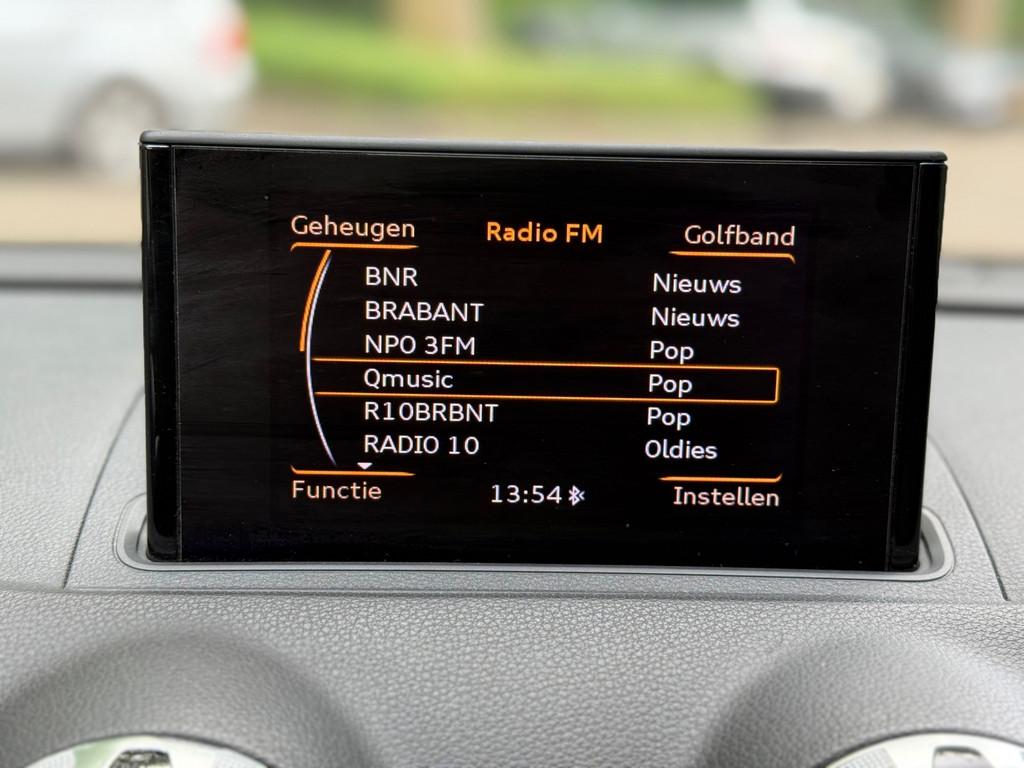 Geheugen Radio FM Golfband
BNR Nieuws
BRABANT Nieuws
NPO 3FM Pop
Qmusic Pop
R10BRBNT Pop
RADIO 10 Oldies
Functie 13:54 Instellen